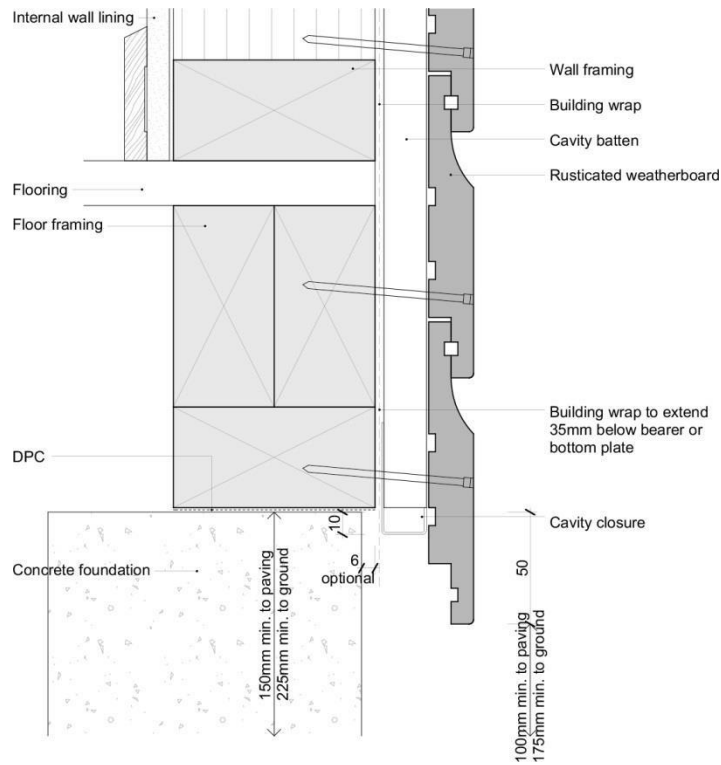 Internal wall lining
Wall framing
Building wrap
Cavity batten
Rusticated weatherboard
Flooring
Floor framing
Building wrap to extend
35mm below bearer or
bottom plate
DPC
10
Cavity closure
6
optional
50
Concrete foundation
150mm min. to paving
225mm min. to ground
100mm min. to paving
175mm min. to ground